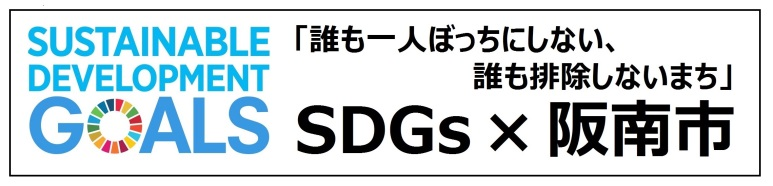 SUSTAINABLE
DEVELOPMENT
GOALS
「誰も一人ぼっちにしない、
誰も排除しないまち」
SDGs×阪南市